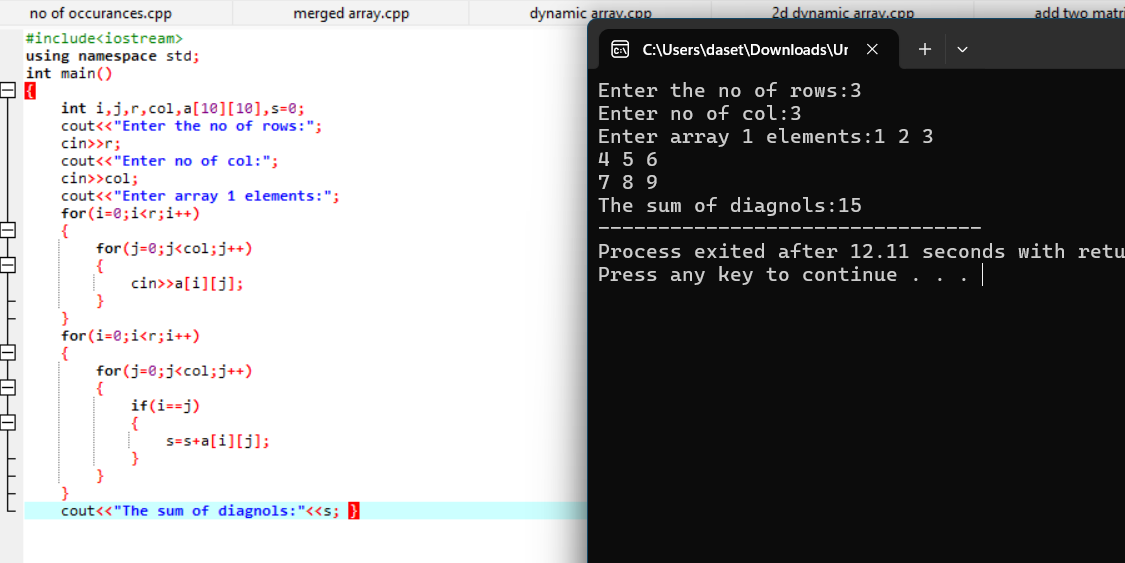 no of occurances.cpp merged array.cpp dynamic array.cpp 2d dynamic array.cpp add two matri
#include<iostream>
using namespace std;
int main()
{
int i,j,r,col,a[10][10],s=0;
cout<<"Enter the no of rows:";
cin>>r;
cout<<"Enter no of col:";
cin>>col;
cout<<"Enter array 1 elements:";
for(i=0;i<r;i++)
{
for(j=0;j<col;j++)
{
cin>>a[i][j];
}
}
for(i=0;i<r;i++)
{
for(j=0;j<col;j++)
{
if(i==j)
{
s=s+a[i][j];
}
}
}
cout<<"The sum of diagnols:"<<s; }
C:\Users\daset\Downloads\Ur
Enter the no of rows:3
Enter no of col:3
Enter array 1 elements:1 2 3
4 5 6
7 8 9
The sum of diagnols:15
--------------------------------
Process exited after 12.11 seconds with retu
Press any key to continue . . .